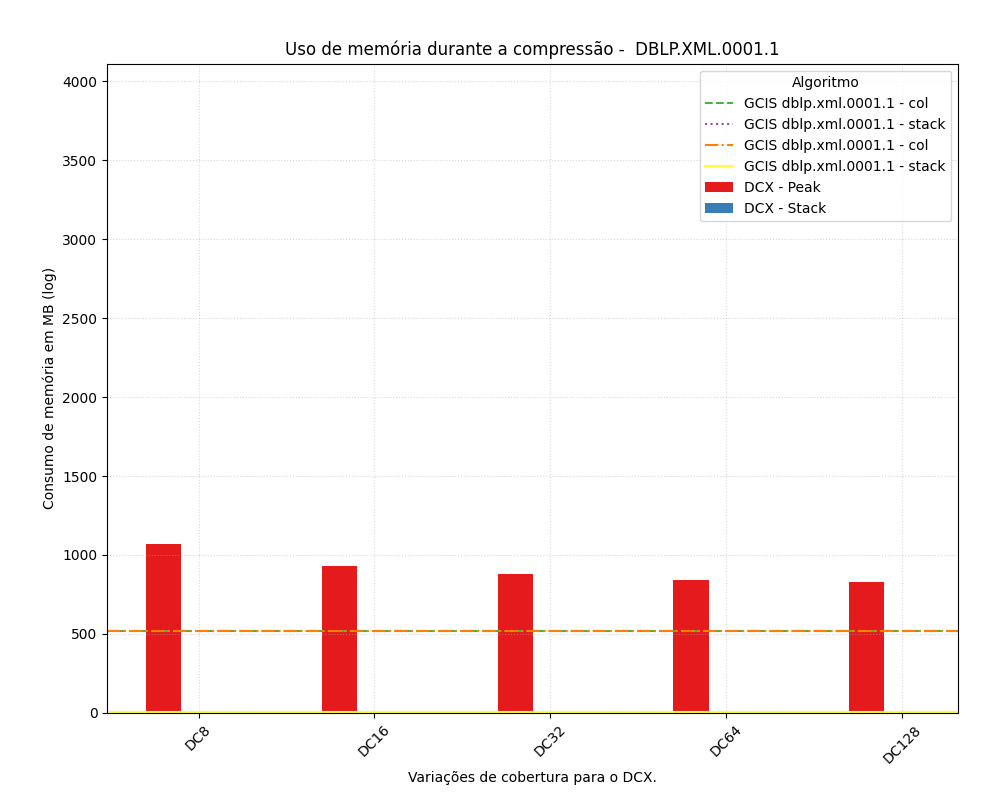 Uso de memória durante a compressão -  DBLP.XML.0001.1
Algoritmo
GCIS dblp.xml.0001.1 - col
GCIS dblp.xml.0001.1 - stack
GCIS dblp.xml.0001.1 - col
GCIS dblp.xml.0001.1 - stack
DCX - Peak
DCX - Stack
Consumo de memória em MB (log)
4000
3500
3000
2500
2000
1500
1000
500
0
DC8
DC16
DC32
DC64
DC128
Variações de cobertura para o DCX.